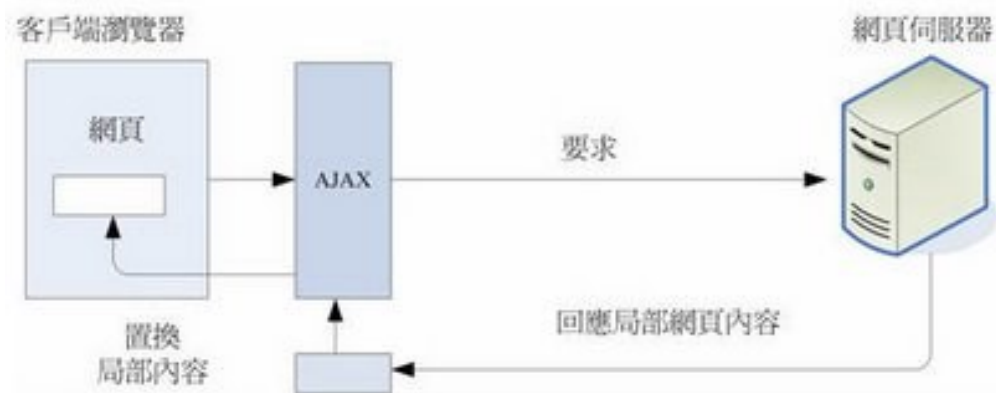 客戶端瀏覽器
網頁伺服器
網頁
AJAX
要求
回應局部網頁內容
置換
局部內容